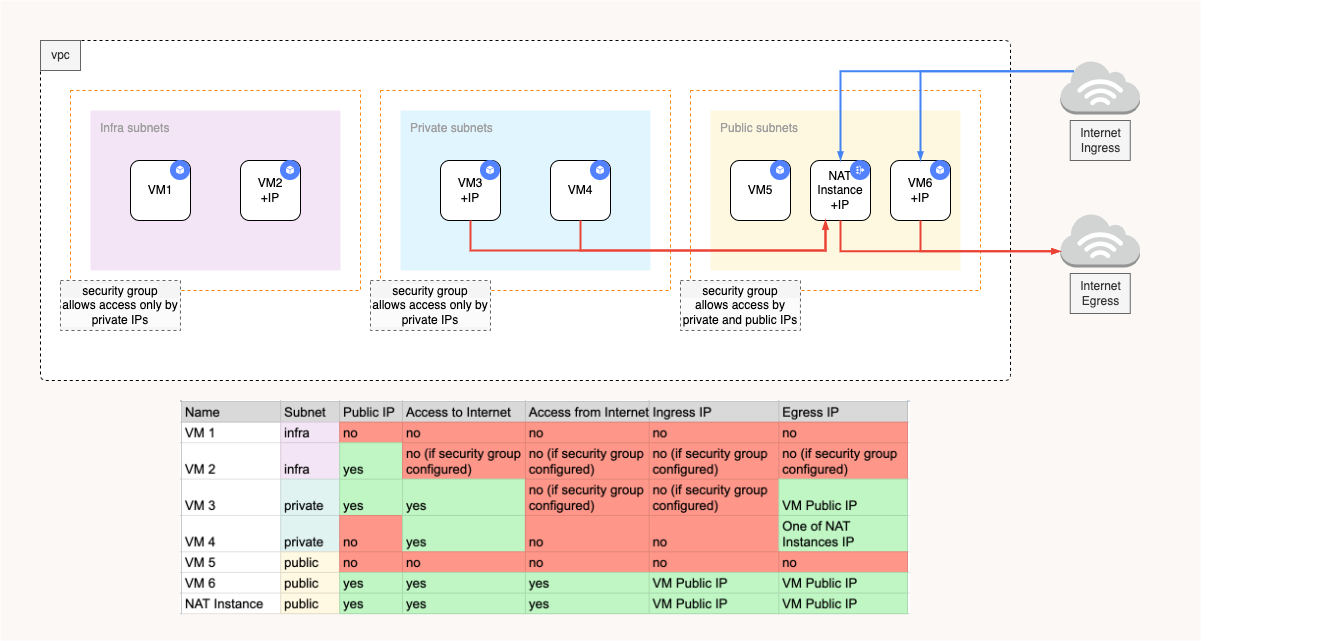 vpc
Infra subnets
VM1
VM2
+IP
security group
allows access only by
private IPs
Private subnets
VM3
+IP
VM4
security group
allows access only by
private IPs
Public subnets
VM5
NAT
Instance
+IP
VM6
+IP
security group
allows access by
private and public IPs
Internet
Ingress
Internet
Egress
Name Subnet Public IP Access to Internet Access from Internet Ingress IP Egress IP
VM 1 infra no no no no no
no (if security group no (if security group no (if security group no (if security group
VM 2 infra yes configured) configured) configured) configured)
no (if security group no (if security group
VM 3 private yes yes configured) configured) VM Public IP
One of NAT
VM 4 private no yes no no Instances IP
VM 5 public no no no no no
VM 6 public yes yes yes VM Public IP VM Public IP
NAT Instance public yes yes yes VM Public IP VM Public IP